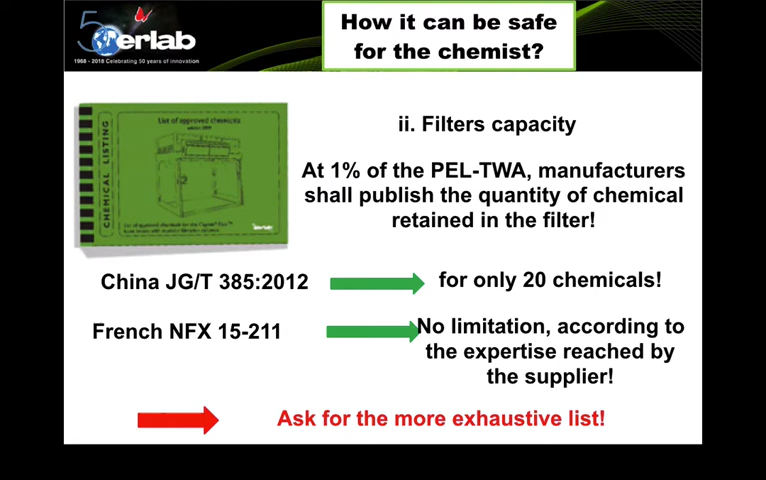 50
erlab
1968 - 2018 Celebrating 50 years of innovation
How it can be safe
for the chemist?
CHEMICAL LISTING
List of approved chemicals
erlab
ii. Filters capacity
At 1% of the PEL-TWA, manufacturers
shall publish the quantity of chemical
retained in the filter!
China JG/T 385:2012
for only 20 chemicals!
French NFX 15-211
No limitation, according to
the expertise reached by
the supplier!
Ask for the more exhaustive list!